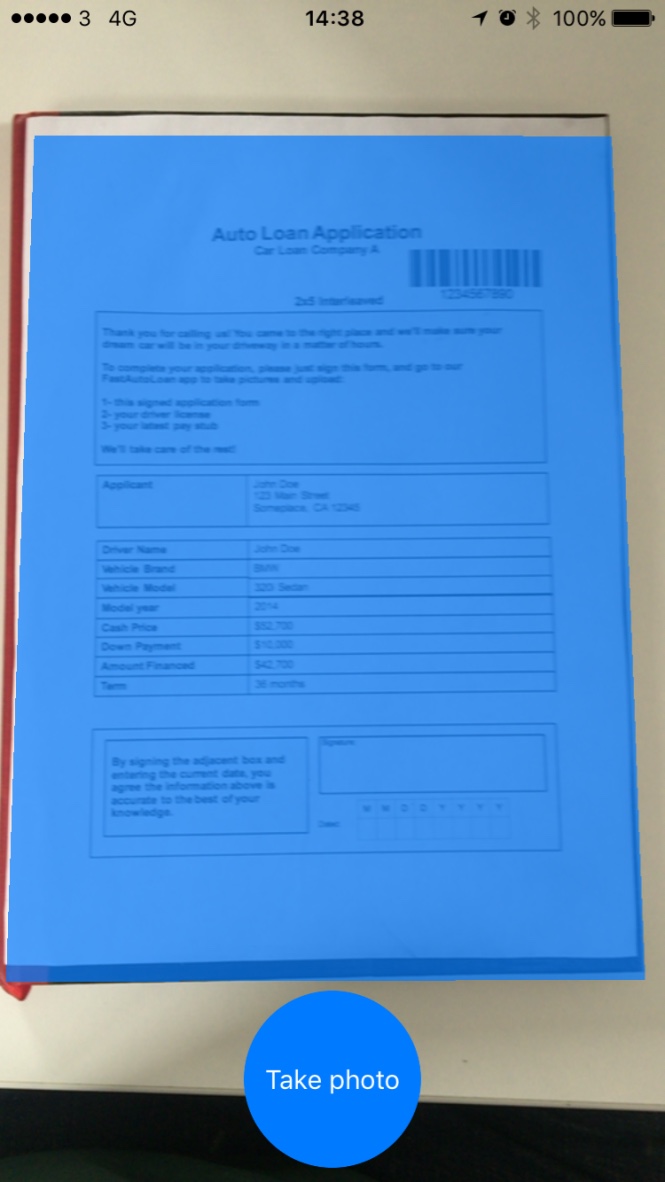 3 4G 14:38 100%
Auto Loan Application
Car Loan Company A
1234567890
2x5 Interleaved
Thank you for calling us! You came to the right place and we'll make sure your
dream car will be in your driveway in a matter of hours.
To complete your application, please just sign this form, and go to our
FastAutoLoan app to take pictures and upload:
1- this signed application form
2- your driver license
3- your latest pay stub
We'll take care of the rest!
Applicant John Doe
123 Main Street
Someplace, CA 12345
Driver Name John Doe
Vehicle Brand BMW
Vehicle Model 320i Sedan
Model year 2014
Cash Price $52,700
Down Payment $10,000
Amount Financed $42,700
Term 36 months
By signing the adjacent box and
entering the current date, you
agree the information above is
accurate to the best of your
knowledge.
Signature:
M M D D Y Y Y Y
Date:
Take photo